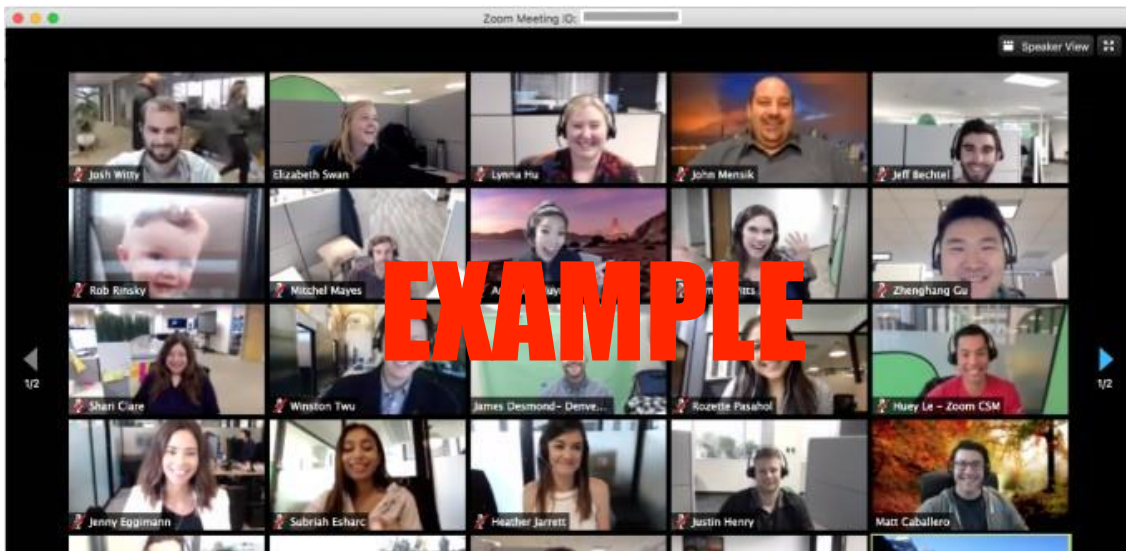 Zoom Meeting ID:
Speaker View
Josh Witty
Elizabeth Swan
Lynna Hu
John Mensik
Jeff Bechtel
Rob Rinsky
Mitchel Mayes
Zhenghang Gu
EXAMPLE
1/2
1/2
Shari Clare
Winston Twu
James Desmond- Denve...
Rozette Pasahol
Huey Le - Zoom CSM
Jenny Eggimann
Subriah Esharc
Heather Jarrett
Justin Henry
Matt Caballero